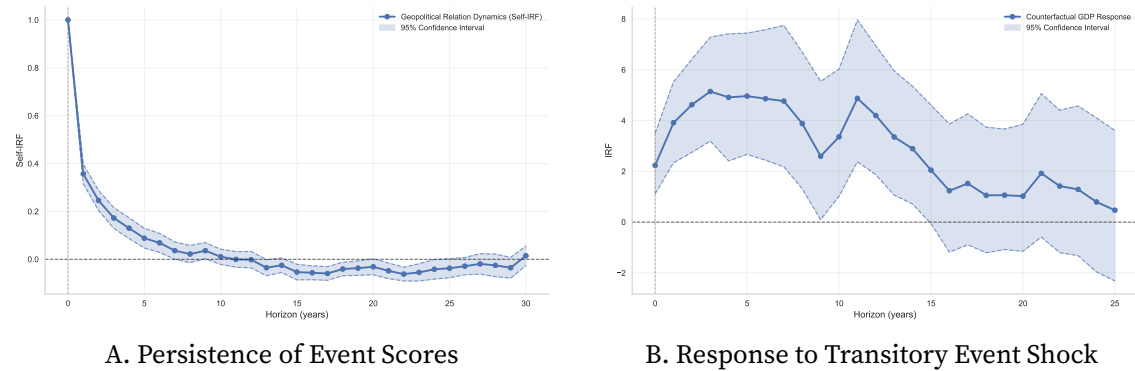 Geopolitical Relation Dynamics (Self-IRF)
95% Confidence Interval
1.0
0.8
0.6
0.4
0.2
0.0
Self-IRF
0 5 10 15 20 25 30
Horizon (years)
A. Persistence of Event Scores
Counterfactual GDP Response
95% Confidence Interval
8
6
4
2
0
−2
IRF
0 5 10 15 20 25
Horizon (years)
B. Response to Transitory Event Shock